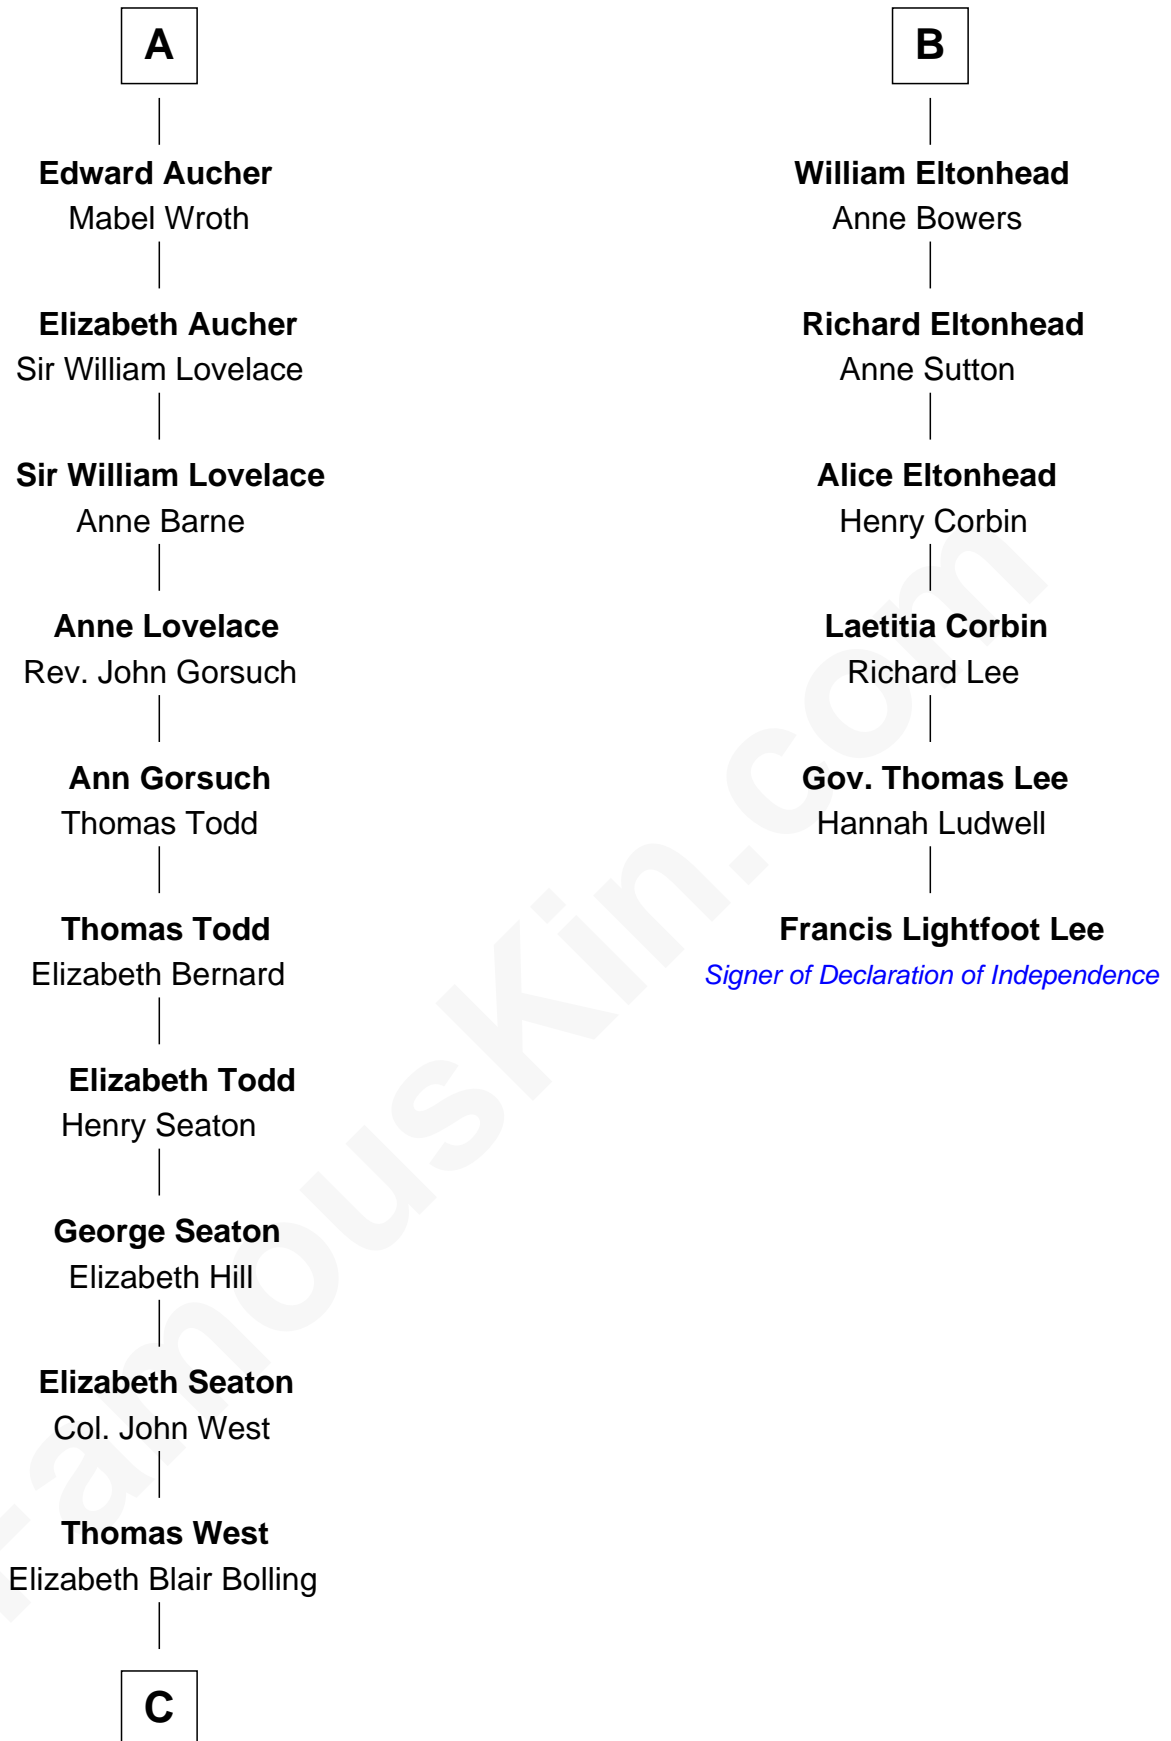 A
Edward Aucher
Mabel Wroth
Elizabeth Aucher
Sir William Lovelace
Sir William Lovelace
Anne Barne
Anne Lovelace
Rev. John Gorsuch
Ann Gorsuch
Thomas Todd
Thomas Todd
Elizabeth Bernard
Elizabeth Todd
Henry Seaton
George Seaton
Elizabeth Hill
Elizabeth Seaton
Col. John West
Thomas West
Elizabeth Blair Bolling
C
B
William Eltonhead
Anne Bowers
Richard Eltonhead
Anne Sutton
Alice Eltonhead
Henry Corbin
Laetitia Corbin
Richard Lee
Gov. Thomas Lee
Hannah Ludwell
Francis Lightfoot Lee
Signer of Declaration of Independence
FamousKin.com